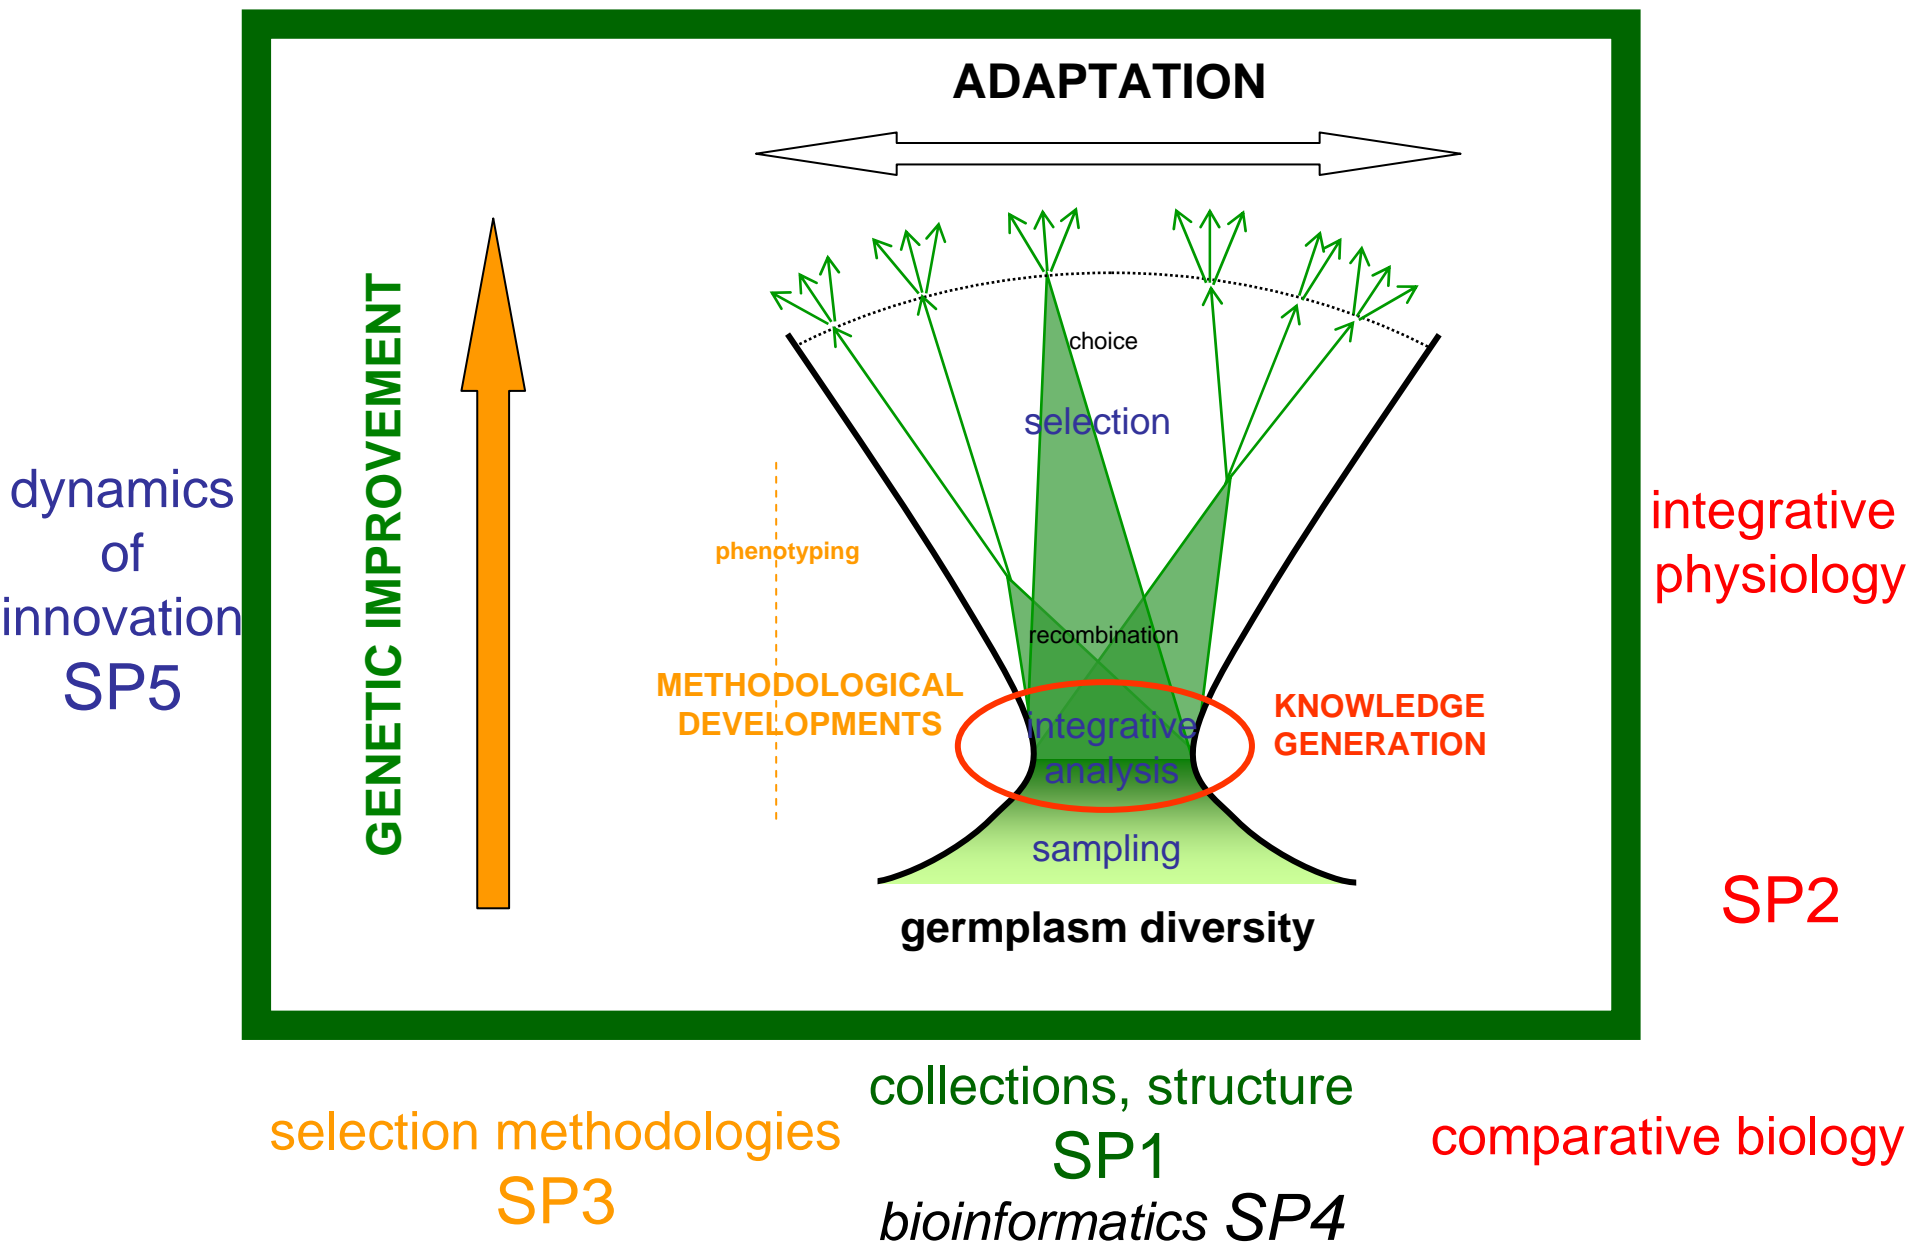 ADAPTATION
GENETIC IMPROVEMENT
choice
selection
phenotyping
recombination
METHODOLOGICAL
DEVELOPMENTS
integrative
analysis
KNOWLEDGE
GENERATION
sampling
germplasm diversity
dynamics
of
innovation
SP5
integrative
physiology
SP2
selection methodologies
SP3
collections, structure
SP1
bioinformatics SP4
comparative biology